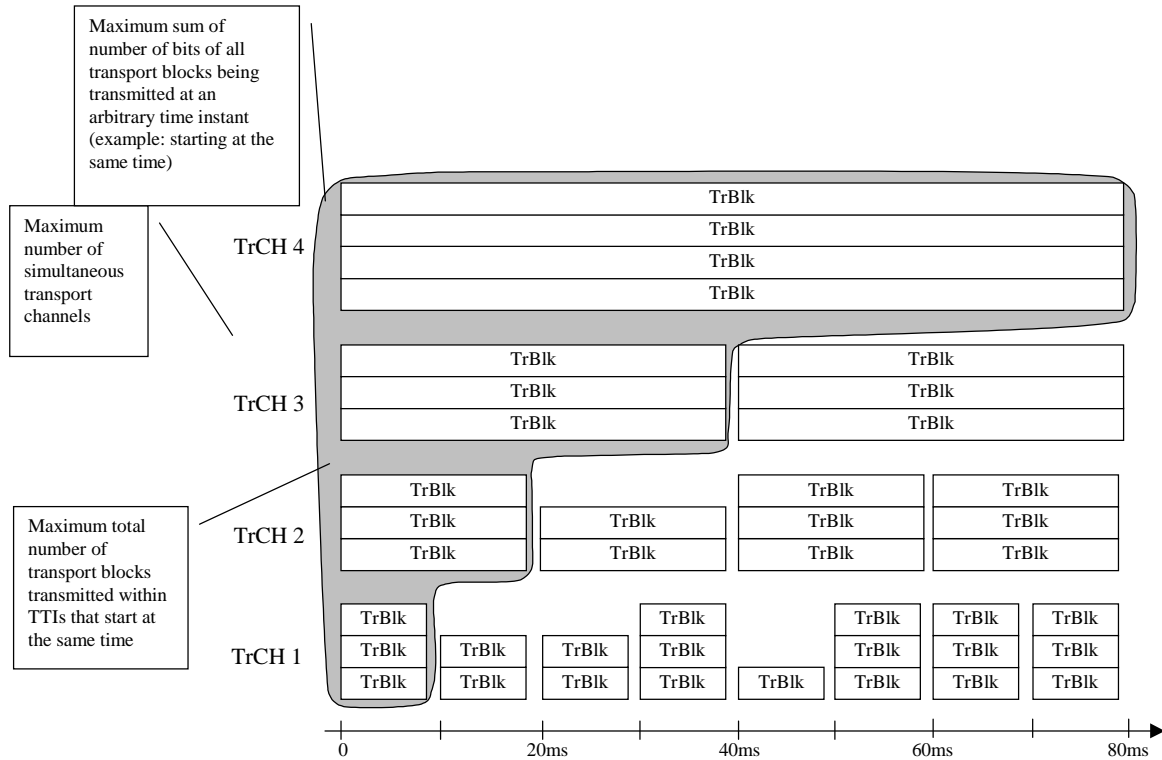 Maximum sum of
number of bits of all
transport blocks being
transmitted at an
arbitrary time instant
(example: starting at the
same time)
Maximum
number of
simultaneous
transport
channels
Maximum total
number of
transport blocks
transmitted within
TTIs that start at
the same time
TrCH 4
TrBlk
TrBlk
TrBlk
TrBlk
TrCH 3
TrBlk TrBlk
TrBlk TrBlk
TrBlk TrBlk
TrCH 2
TrBlk TrBlk TrBlk
TrBlk TrBlk TrBlk TrBlk
TrBlk TrBlk TrBlk TrBlk
TrCH 1
TrBlk TrBlk TrBlk TrBlk TrBlk
TrBlk TrBlk TrBlk TrBlk TrBlk TrBlk TrBlk
TrBlk TrBlk TrBlk TrBlk TrBlk TrBlk TrBlk TrBlk
0 20ms 40ms 60ms 80ms